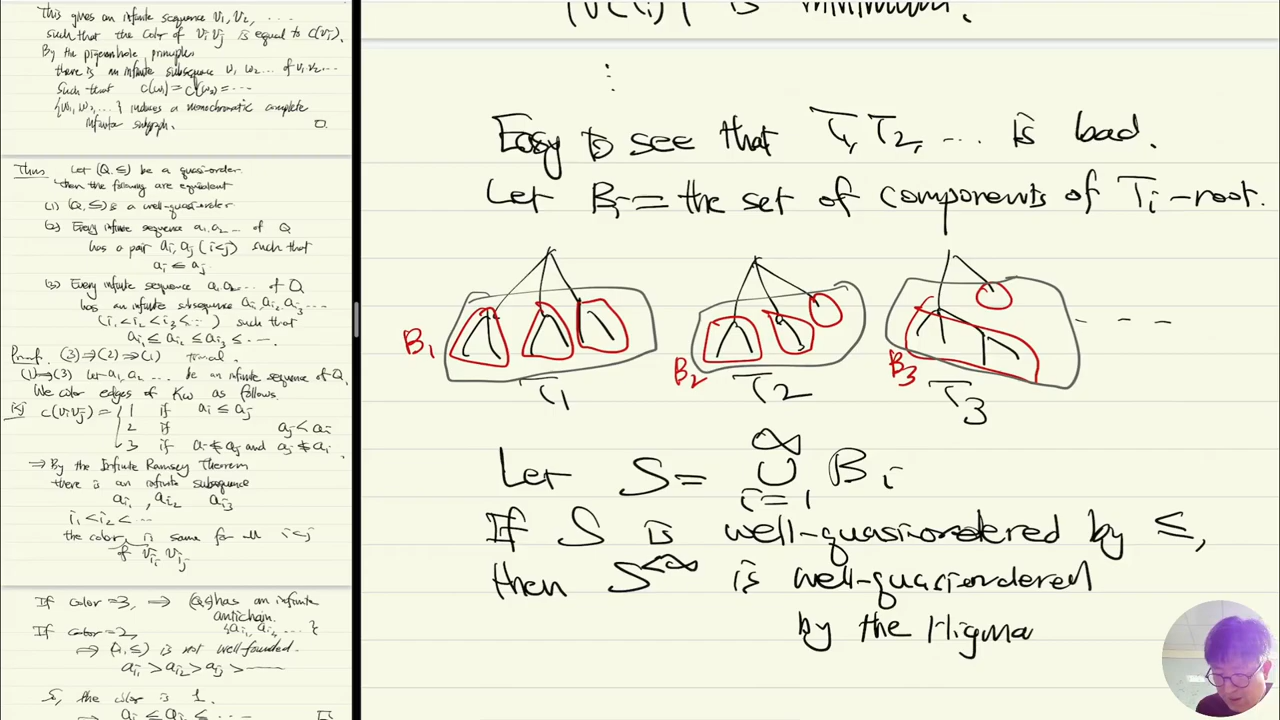 This gives an infinite sequence v1, v2, ....
such that the color of vivj is equal to c(vi).
By the pigeonhole principle
there is an infinite subsequence w1, w2 ... of v1.v2...
Such that c(w1) = c(w2) = ...
{w1, w2, ...} induces a monochromatic complete
infinite subgraph. □
Let (Q, ≤) be a quasi-order.
then the following are equivalent
(1) (Q, ≤) is a well-quasi-order
(2) Every infinite sequence a1, a2 ... of Q
has a pair ai, aj (i<j) such that
ai ≤ aj.
(3) Every infinite sequence a1, a2 ... of Q
has an infinite subsequence ai1 ai2 ai3 ...
(i1 < i2 < i3 < ...) such that
ai1 ≤ ai2 ≤ ai3 ≤ ....
Proof. (3) ⇒ (2) ⇒ (1) trivial.
(1) ⇒ (3) Let a1, a2 ... be an infinite sequence of Q.
We color edges of Kω as follows.
i<j c(vivj) = { 1 if ai ≤ aj
2 if aj < ai
3 if ai ≰ aj and aj ≰ ai.
⇒ By the Infinite Ramsey Theorem
there is an infinite subsequence
ai1, ai2 ai3
i1 < i2 < ...
the color is same for all i<j
of vii vij
If color = 3, ⇒ (Q, ≤) has an infinite
antichain.
{ai1, ai2 ... }
If color = 2,
⇒ (Q, ≤) is not well-founded.
ai1 > ai2 > ai3 > ...
So, the color is 1.
⇒ ai1 ≤ ai2 ≤ ...
is minimum.
⋮
Easy to see that T1, T2, ... is bad.
Let Bi = the set of components of Ti - root.
B1 T1 B2 T2 B3 T3 - - -
Let S = ∞ ∪ i=1 Bi
If S is well-quasi-ordered by ≤,
then S<∞ is well-quasi-ordered
by the Higma